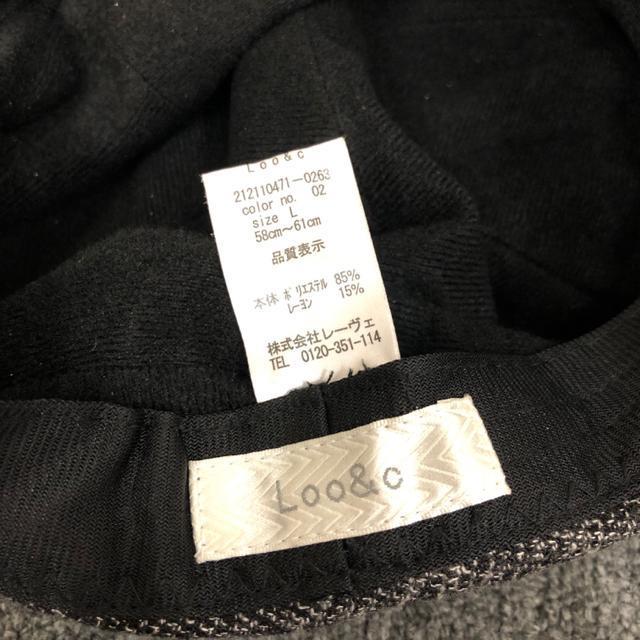 Loo&c
212110471-0263
color no. 02
size L
58cm~61cm
品質表示
本体 ポリエステル 85%
レーヨン 15%
株式会社レーヴェ
TEL 0120-351-114
Loo&c